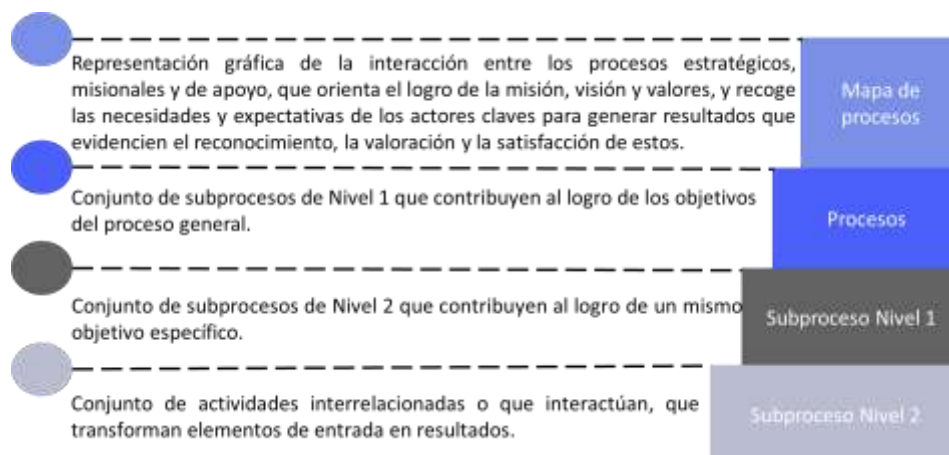 Representación gráfica de la interacción entre los procesos estratégicos,
misionales y de apoyo, que orienta el logro de la misión, visión y valores, y recoge
las necesidades y expectativas de los actores claves para generar resultados que
evidencien el reconocimiento, la valoración y la satisfacción de estos.
Mapa de
procesos
Conjunto de subprocesos de Nivel 1 que contribuyen al logro de los objetivos
del proceso general.
Procesos
Conjunto de subprocesos de Nivel 2 que contribuyen al logro de un mismo
objetivo específico.
Subproceso Nivel 1
Conjunto de actividades interrelacionadas o que interactúan, que
transforman elementos de entrada en resultados.
Subproceso Nivel 2